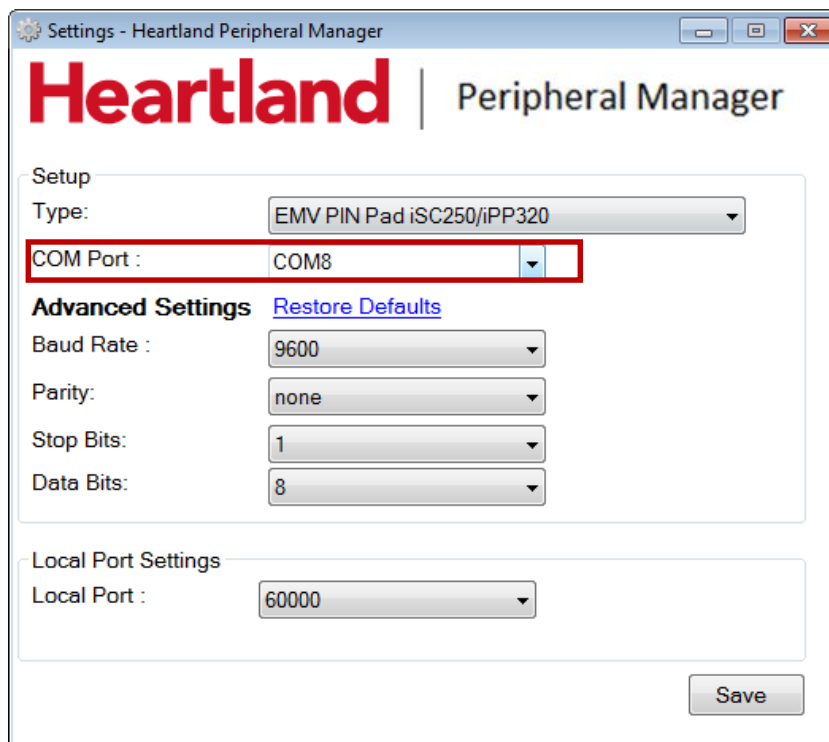 Settings - Heartland Peripheral Manager
Heartland | Peripheral Manager
Setup
Type: EMV PIN Pad iSC250/iPP320
COM Port : COM8
Advanced Settings Restore Defaults
Baud Rate : 9600
Parity: none
Stop Bits: 1
Data Bits: 8
Local Port Settings
Local Port : 60000
Save